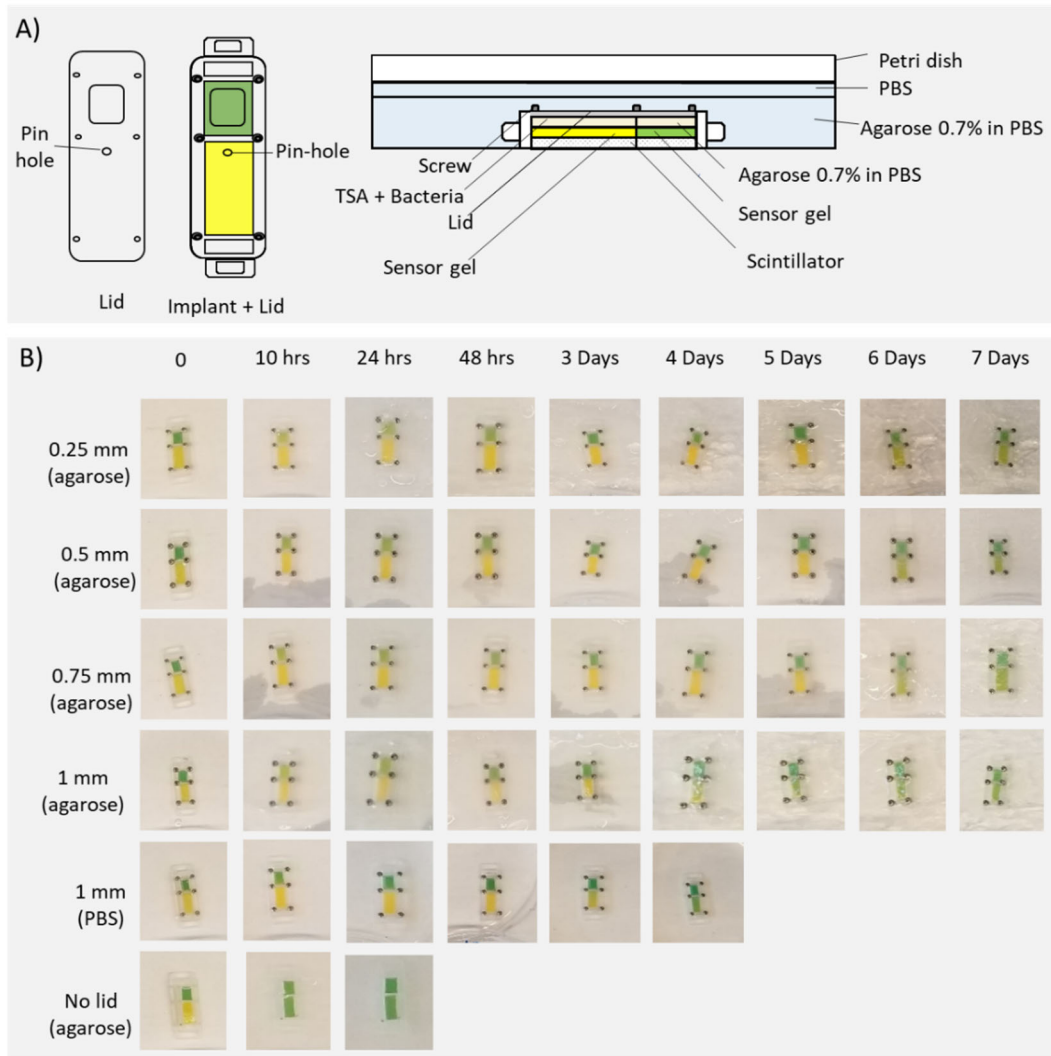 A)
Pin
hole
Pin-hole
Lid
Implant + Lid
Petri dish
PBS
Agarose 0.7% in PBS
Screw
TSA + Bacteria
Lid
Sensor gel
Agarose 0.7% in PBS
Sensor gel
Scintillator
B)
0 10 hrs 24 hrs 48 hrs 3 Days 4 Days 5 Days 6 Days 7 Days
0.25 mm
(agarose)
0.5 mm
(agarose)
0.75 mm
(agarose)
1 mm
(agarose)
1 mm
(PBS)
No lid
(agarose)